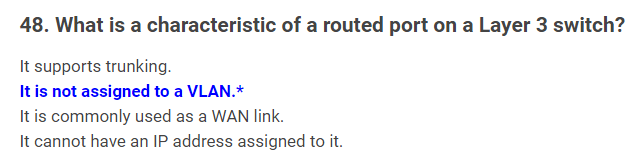 48. What is a characteristic of a routed port on a Layer 3 switch?
It supports trunking.
It is not assigned to a VLAN.*
It is commonly used as a WAN link.
It cannot have an IP address assigned to it.